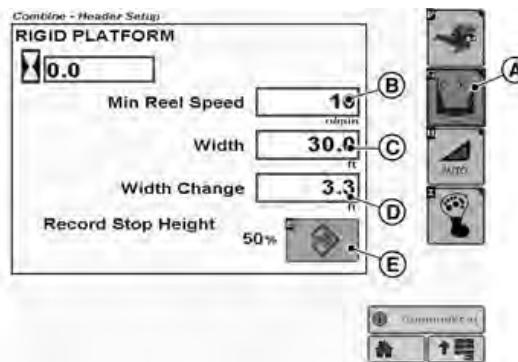 Combine - Header Setup
RIGID PLATFORM
0.0
Min Reel Speed
B
A
Width
30.0
ft
C
Width Change
3.3
ft
D
Record Stop Height
50%
E
AUTO